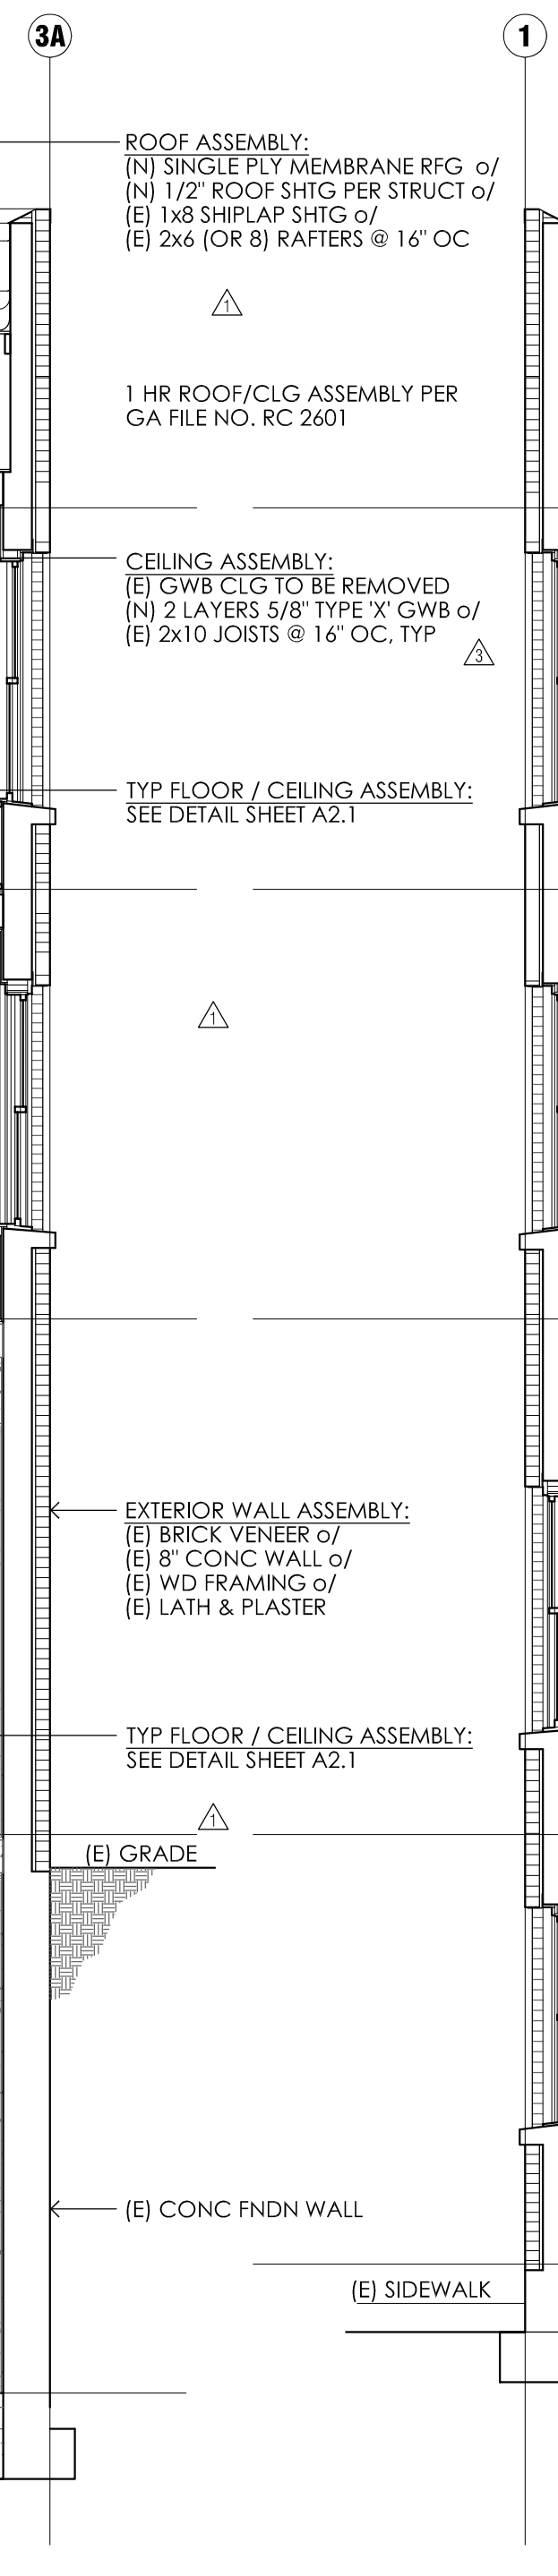 3A
1
ROOF ASSEMBLY:
(N) SINGLE PLY MEMBRANE RFG o/
(N) 1/2" ROOF SHTG PER STRUCT o/
(E) 1x8 SHIPLAP SHTG o/
(E) 2x6 (OR 8) RAFTERS @ 16" OC
1
1 HR ROOF/CLG ASSEMBLY PER
GA FILE NO. RC 2601
CEILING ASSEMBLY:
(E) GWB CLG TO BE REMOVED
(N) 2 LAYERS 5/8" TYPE 'X' GWB o/
(E) 2x10 JOISTS @ 16" OC, TYP
3
TYP FLOOR / CEILING ASSEMBLY:
SEE DETAIL SHEET A2.1
1
EXTERIOR WALL ASSEMBLY:
(E) BRICK VENEER o/
(E) 8" CONC WALL o/
(E) WD FRAMING o/
(E) LATH & PLASTER
TYP FLOOR / CEILING ASSEMBLY:
SEE DETAIL SHEET A2.1
1
(E) GRADE
(E) CONC FNDN WALL
(E) SIDEWALK